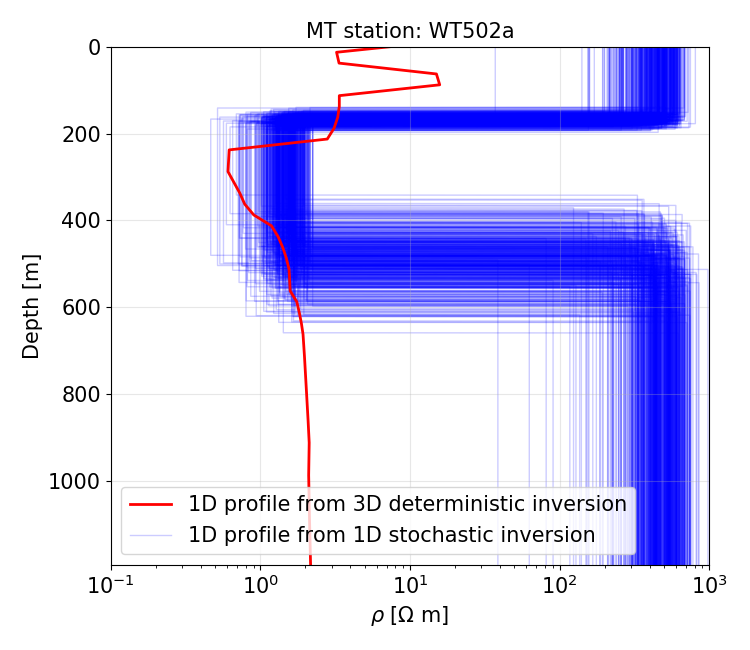 MT station: WT502a
0
200
400
600
800
1000
Depth [m]
1D profile from 3D deterministic inversion
1D profile from 1D stochastic inversion
10⁻¹ 10⁰ 10¹ 10² 10³
ρ [Ω m]